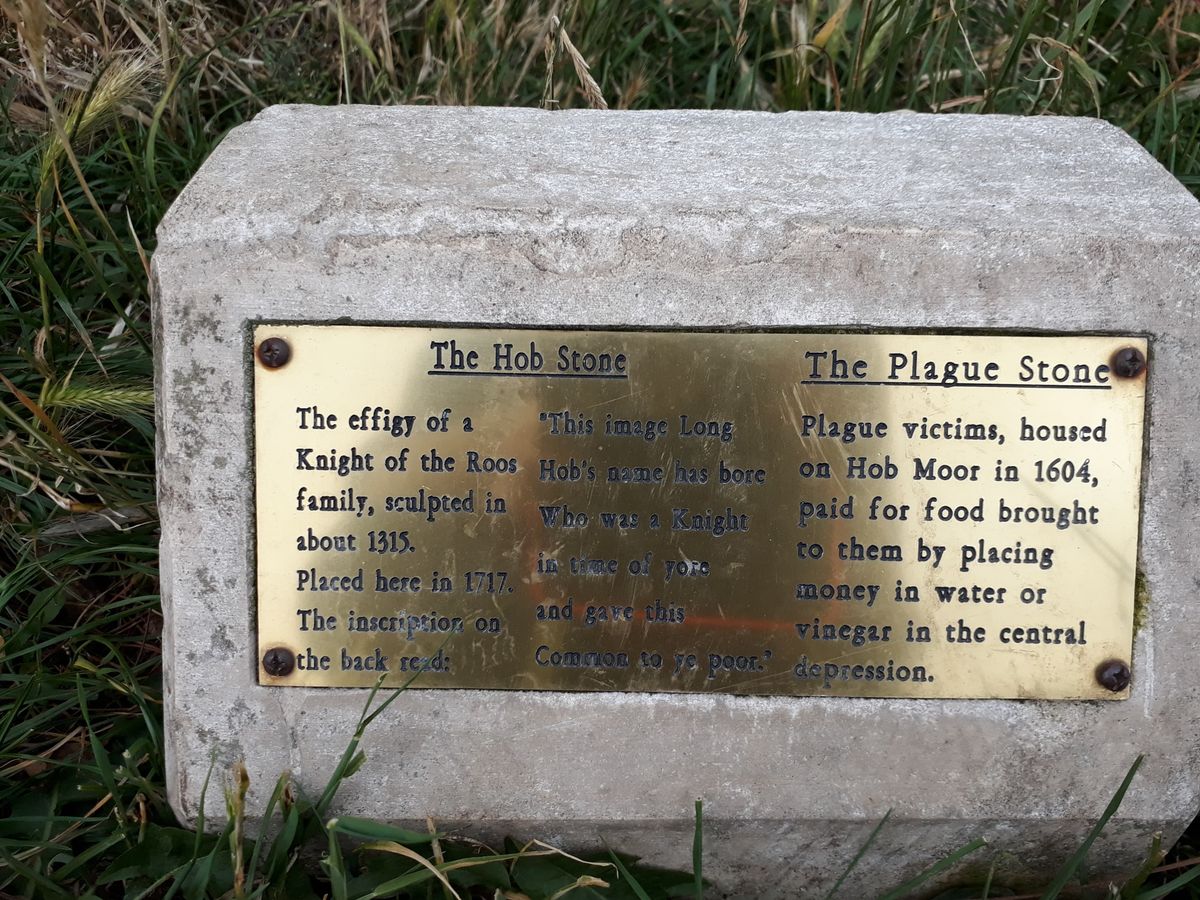 The Hob Stone
The effigy of a
Knight of the Roos
family, sculpted in
about 1315.
Placed here in 1717.
The inscription on
the back read:
"This image Long
Hob's name has bore
Who was a Knight
in time of yore
and gave this
Common to ye poor."
The Plague Stone
Plague victims, housed
on Hob Moor in 1604,
paid for food brought
to them by placing
money in water or
vinegar in the central
depression.